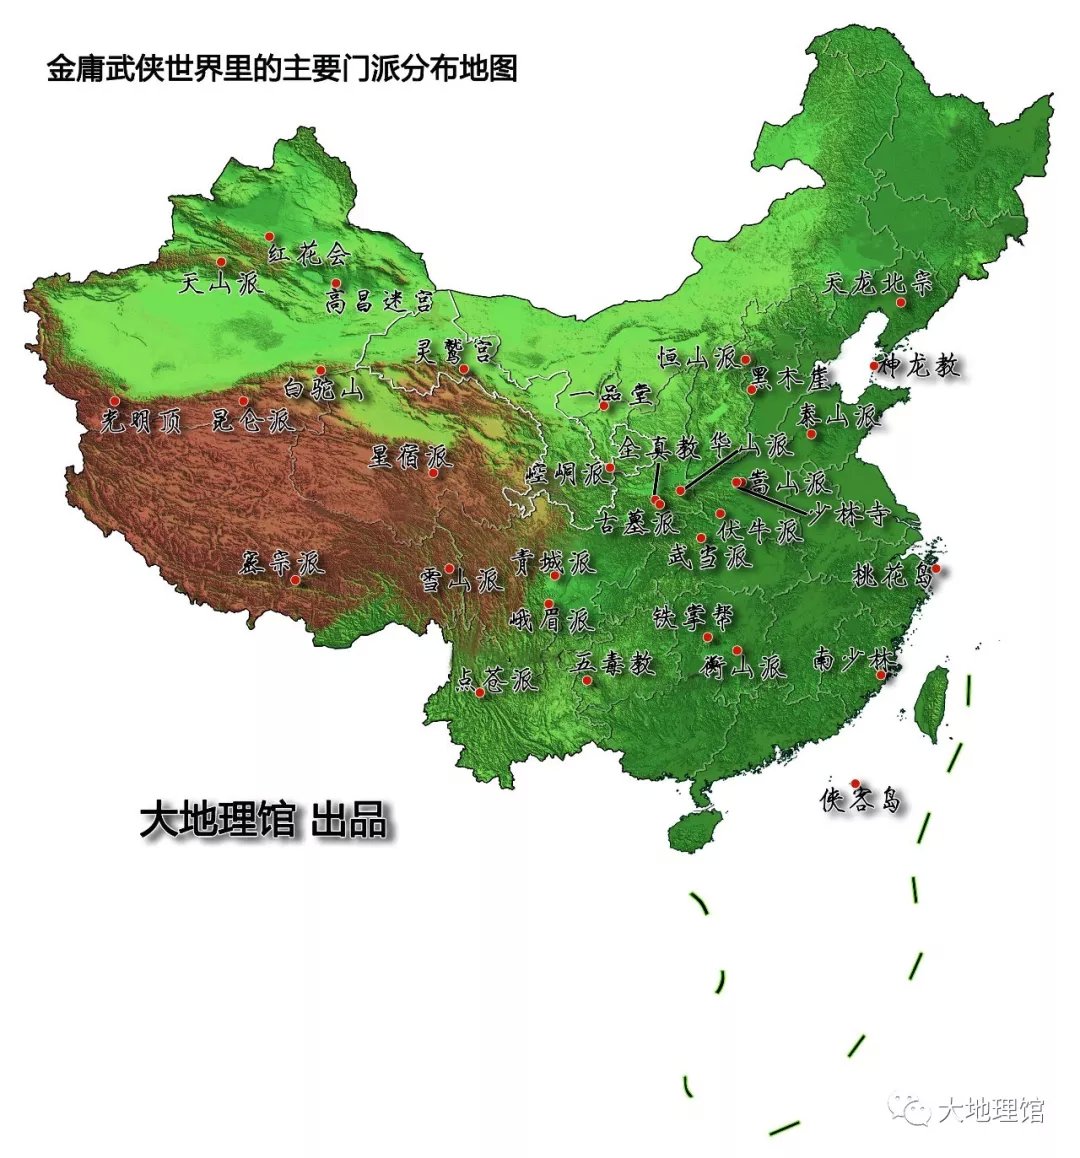 金庸武侠世界里的主要门派分布地图
红花会
天山派
高昌迷宫
天龙北宗
灵鹫宫
恒山派
神龙教
黑木崖
白驼山
一品堂
光明顶
昆仑派
泰山派
星宿派
全真教
华山派
崆峒派
嵩山派
少林寺
古墓派
伏牛派
武当派
密宗派
雪山派
青城派
桃花岛
峨眉派
铁掌帮
五毒教
衡山派
南少林
点苍派
侠客岛
大地理馆 出品
大地理馆